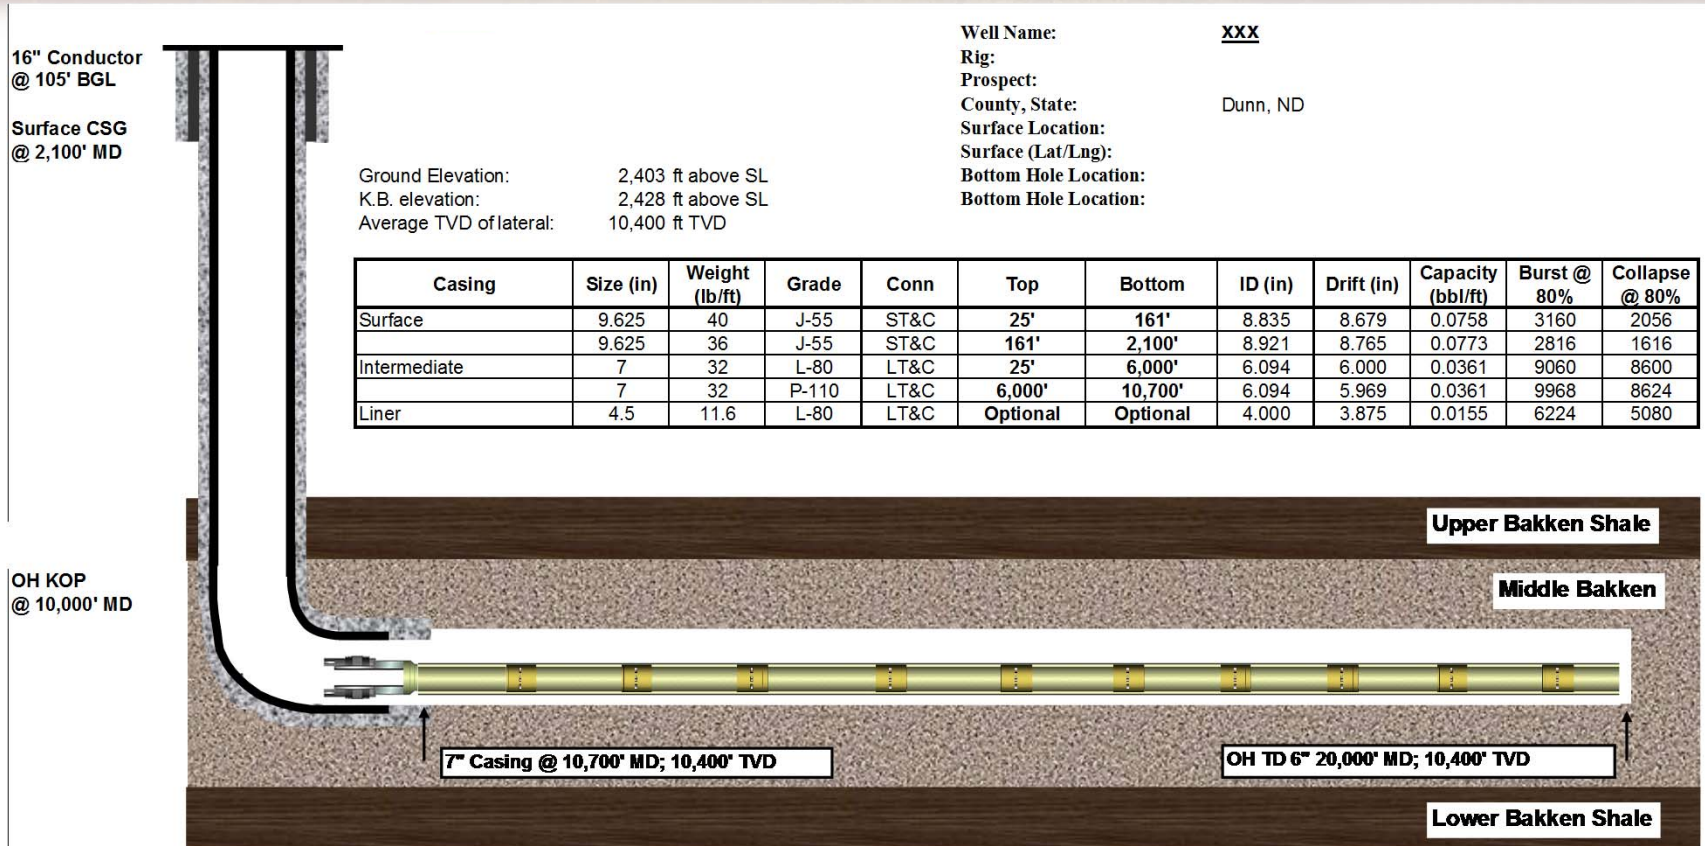 16" Conductor
@ 105' BGL
Surface CSG
@ 2,100' MD
Well Name: XXX
Rig:
Prospect:
County, State: Dunn, ND
Surface Location:
Surface (Lat/Lng):
Bottom Hole Location:
Bottom Hole Location:
Ground Elevation: 2,403 ft above SL
K.B. elevation: 2,428 ft above SL
Average TVD of lateral: 10,400 ft TVD
Casing Size (in) Weight (lb/ft) Grade Conn Top Bottom ID (in) Drift (in) Capacity (bbl/ft) Burst @ 80% Collapse @ 80%
Surface 9.625 40 J-55 ST&C 25' 161' 8.835 8.679 0.0758 3160 2056
9.625 36 J-55 ST&C 161' 2,100' 8.921 8.765 0.0773 2816 1616
Intermediate 7 32 L-80 LT&C 25' 6,000' 6.094 6.000 0.0361 9060 8600
7 32 P-110 LT&C 6,000' 10,700' 6.094 5.969 0.0361 9968 8624
Liner 4.5 11.6 L-80 LT&C Optional Optional 4.000 3.875 0.0155 6224 5080
Upper Bakken Shale
OH KOP
@ 10,000' MD
Middle Bakken
7" Casing @ 10,700' MD; 10,400' TVD
OH TD 6" 20,000' MD; 10,400' TVD
Lower Bakken Shale